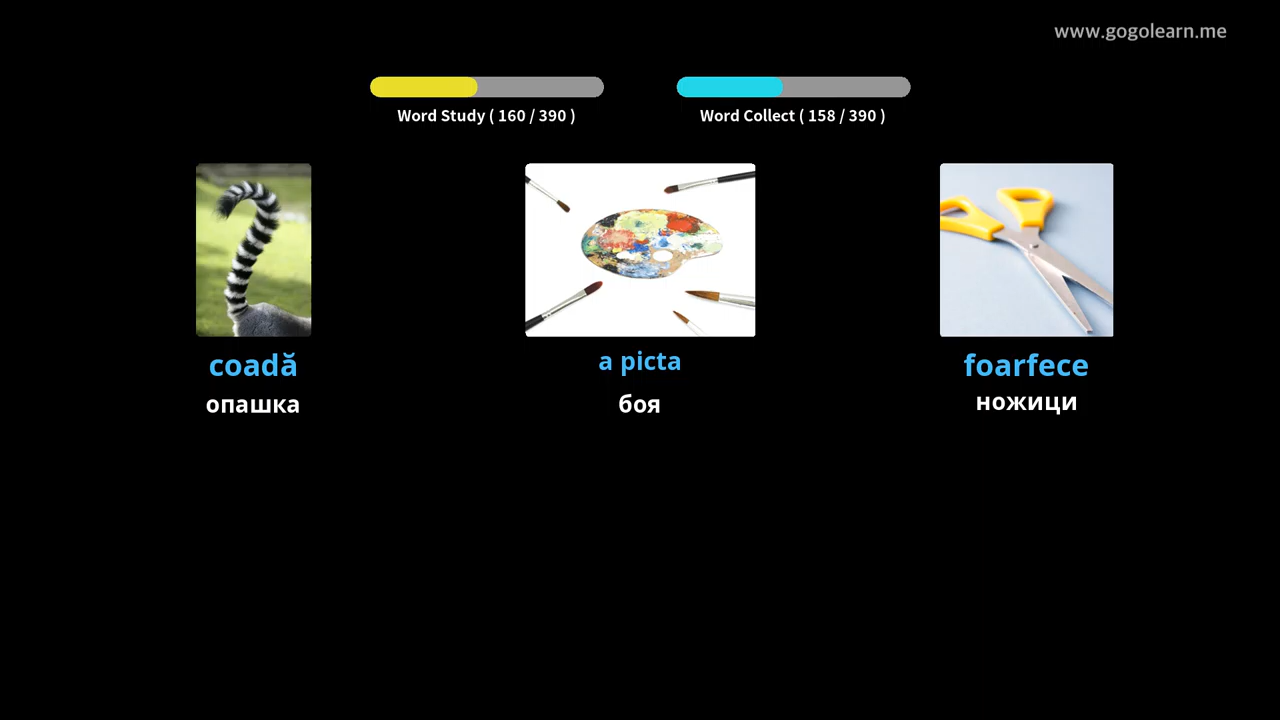 www.gogolearn.me
Word Study ( 160 / 390 )
Word Collect ( 158 / 390 )
coadă
a picta
foarfece
опашка
боя
ножици